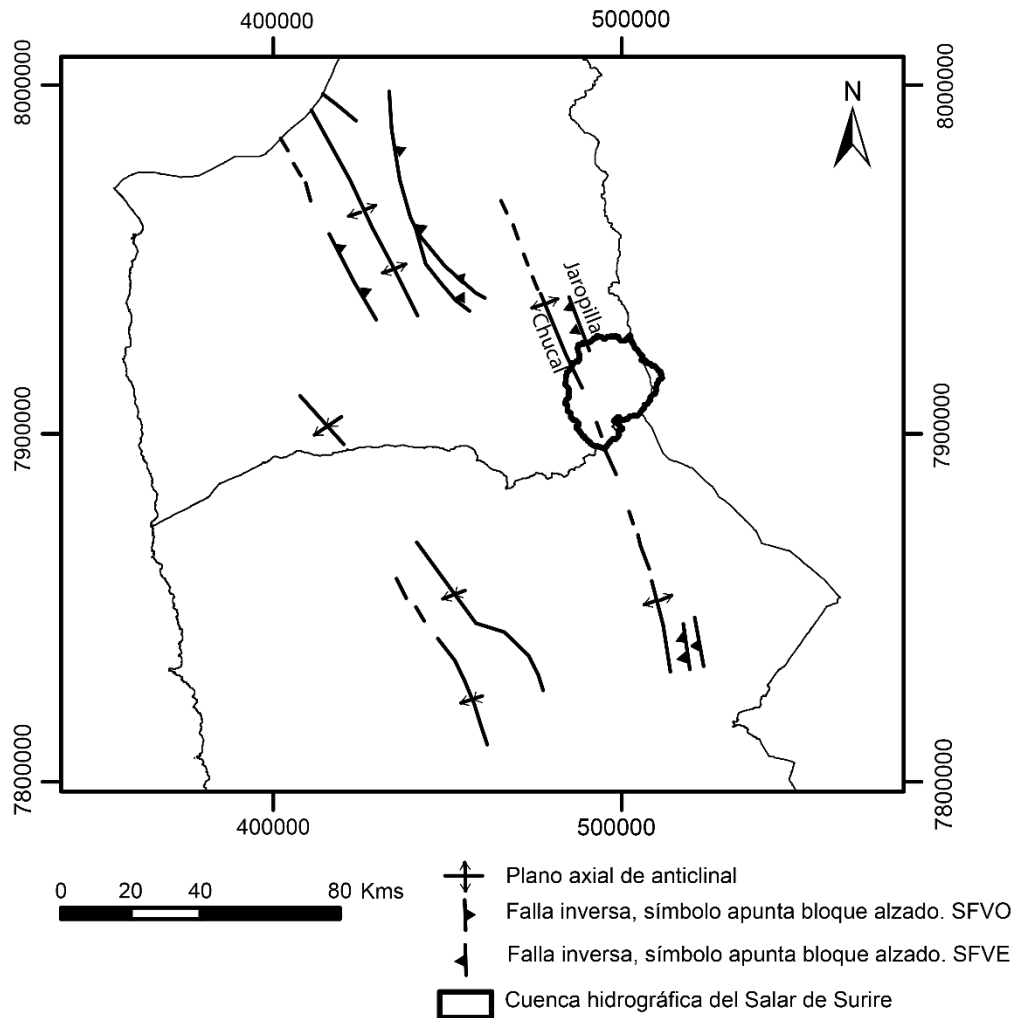 400000
500000
8000000
8000000
N
Jaropilla
Chucal
7900000
7900000
7800000
7800000
400000
500000
0 20 40 80 Kms
Plano axial de anticlinal
Falla inversa, símbolo apunta bloque alzado. SFVO
Falla inversa, símbolo apunta bloque alzado. SFVE
Cuenca hidrográfica del Salar de Surire